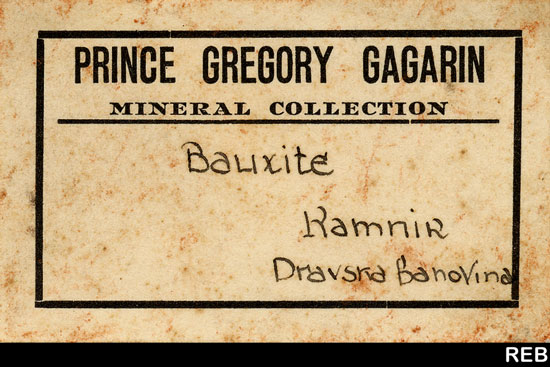 PRINCE GREGORY GAGARIN
MINERAL COLLECTION
Bauxite
Kamnik
Dravska Banovina
REB